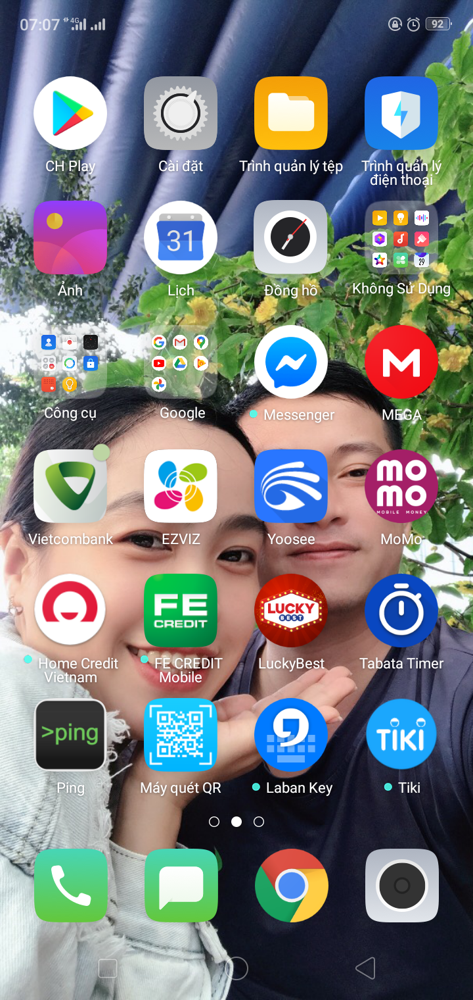 07:07 4G 92
CH Play
Cài đặt
Trình quản lý tệp
Trình quản lý
điện thoại
31
29
Ảnh
Lịch
Đồng hồ
Không Sử Dụng
Công cụ
Google
Messenger
MEGA
Vietcombank
EZVIZ
Yoosee
mo
mo
MOBILE MONEY
MoMo
FE
CREDIT
LUCKY
BEST
Home Credit
Vietnam
FE CREDIT
Mobile
LuckyBest
Tabata Timer
>ping
TIKI
Ping
Máy quét QR
Laban Key
Tiki